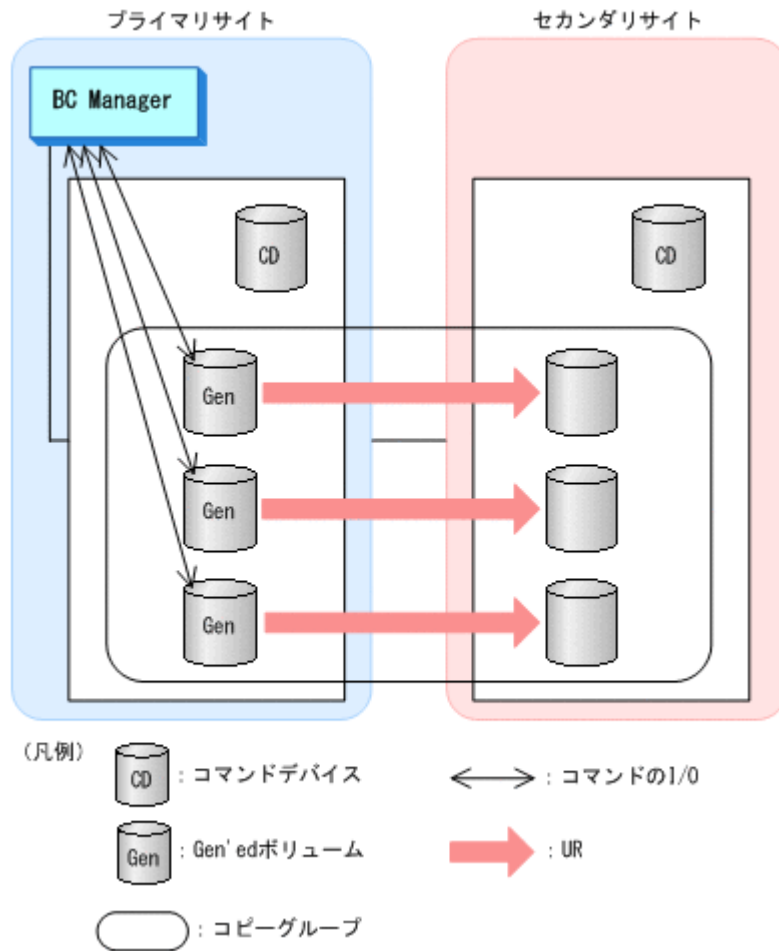 プライマリサイト
セカンダリサイト
BC Manager
CD
CD
Gen
Gen
Gen
(凡例)
CD
：コマンドデバイス
：コマンドのI/O
Gen
：Gen'edボリューム
：UR
：コピーグループ